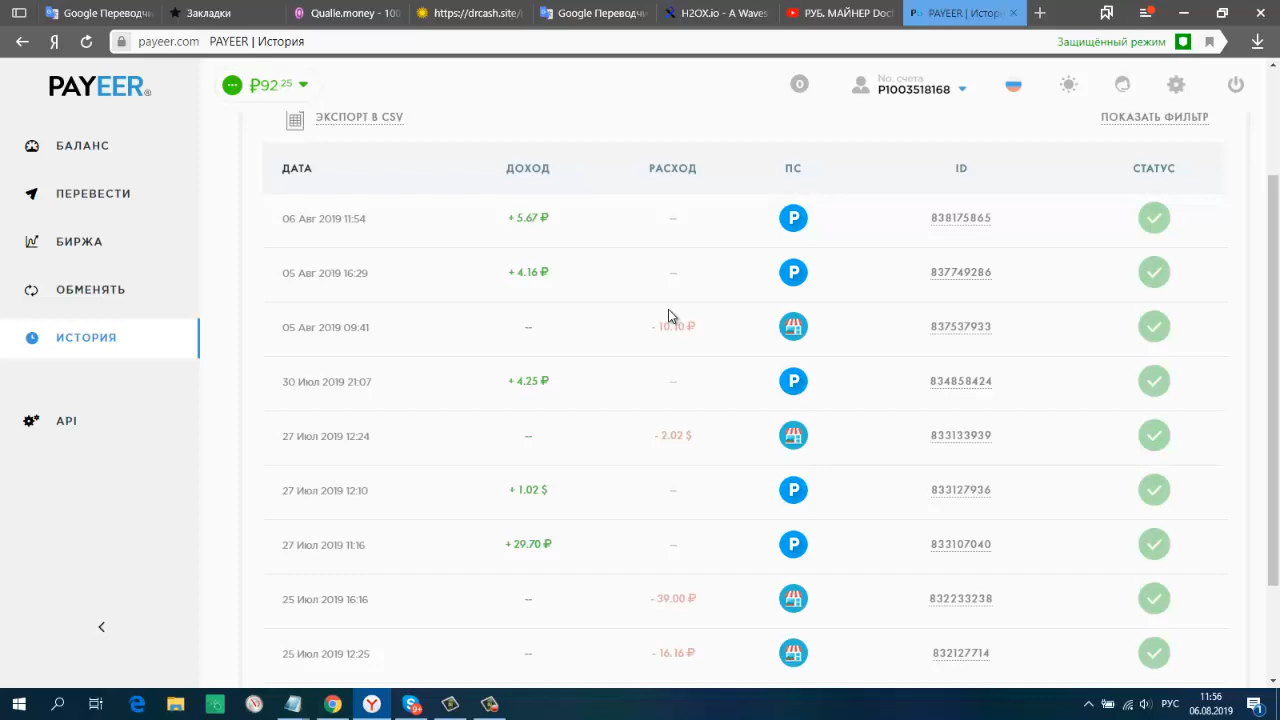 Google Переводч
Закладки
Qualle.money - 100
https://drdsh.site/
Google Переводч
H2OX.io - A Waves
РУБ. МАЙНЕР Doc
PAYEER | Истори
payeer.com PAYEER | История
Защищённый режим
PAYEER®
₽92.25
0
No. счета
P1003518168
ЭКСПОРТ В CSV
ПОКАЗАТЬ ФИЛЬТР
БАЛАНС
ПЕРЕВЕСТИ
БИРЖА
ОБМЕНЯТЬ
ИСТОРИЯ
API
ДАТА ДОХОД РАСХОД ПС ID СТАТУС
06 Авг 2019 11:54 + 5.67 ₽ -- P 838175865
05 Авг 2019 16:29 + 4.16 ₽ -- P 837749286
05 Авг 2019 09:41 -- - 10.10 ₽ 837537933
30 Июл 2019 21:07 + 4.25 ₽ -- P 834858424
27 Июл 2019 12:24 -- - 2.02 $ 833133939
27 Июл 2019 12:10 + 1.02 $ -- P 833127936
27 Июл 2019 11:16 + 29.70 ₽ -- P 833107040
25 Июл 2019 16:16 -- - 39.00 ₽ 832233238
25 Июл 2019 12:25 -- - 16.16 ₽ 832127714
РУС
11:56
06.08.2019